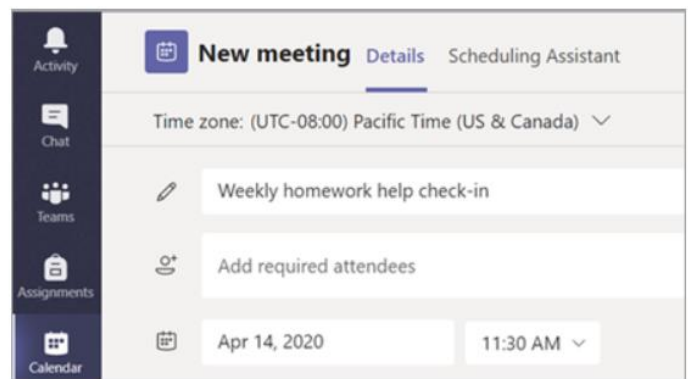 Activity
Chat
Teams
Assignments
Calendar
New meeting Details Scheduling Assistant
Time zone: (UTC-08:00) Pacific Time (US & Canada)
Weekly homework help check-in
Add required attendees
Apr 14, 2020 11:30 AM